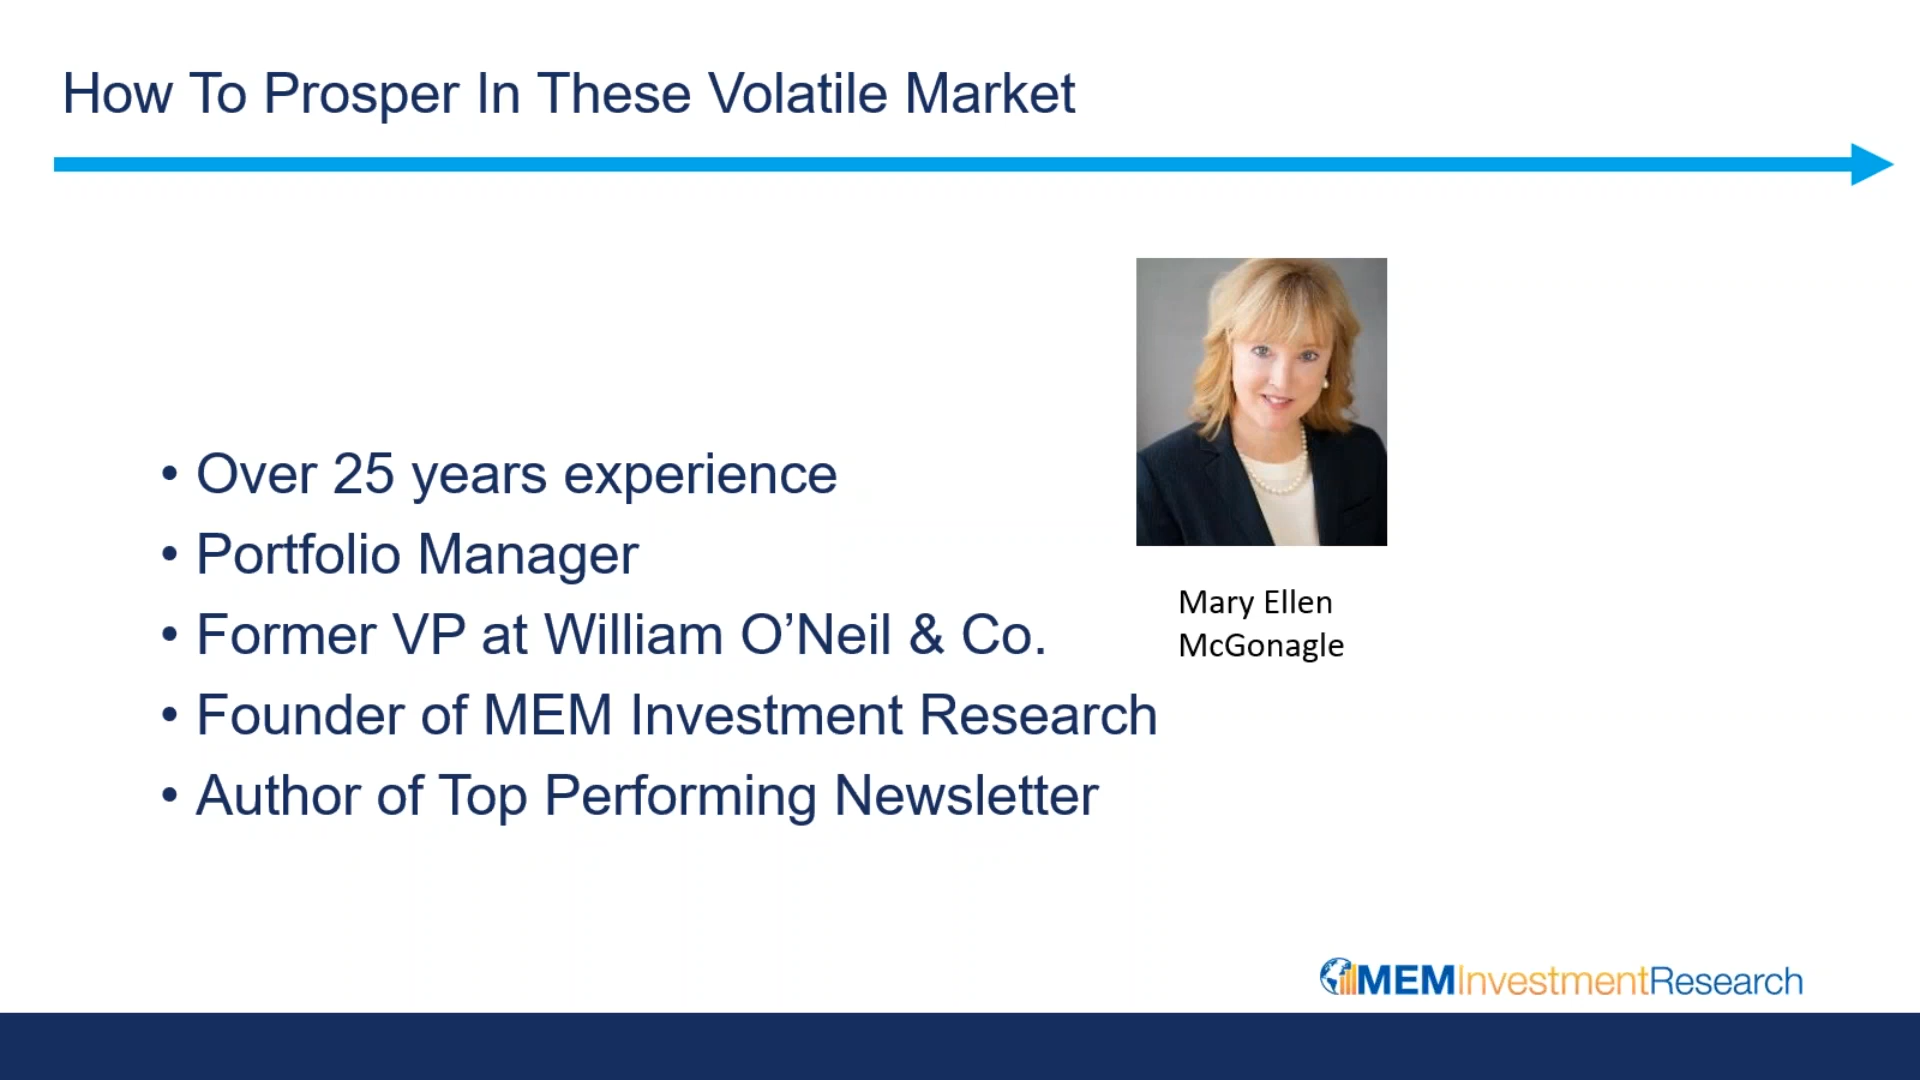 How To Prosper In These Volatile Market
• Over 25 years experience
• Portfolio Manager
• Former VP at William O’Neil & Co.
• Founder of MEM Investment Research
• Author of Top Performing Newsletter
Mary Ellen
McGonagle
MEMInvestmentResearch